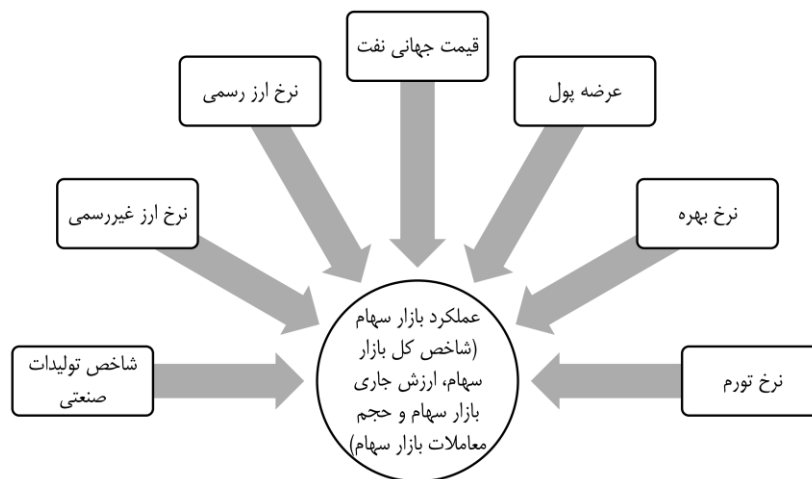 قیمت جهانی نفت
نرخ ارز رسمی
عرضه پول
نرخ ارز غیررسمی
نرخ بهره
شاخص تولیدات
صنعتی
عملکرد بازار سهام
(شاخص کل بازار
سهام، ارزش جاری
بازار سهام و حجم
معاملات بازار سهام)
نرخ تورم